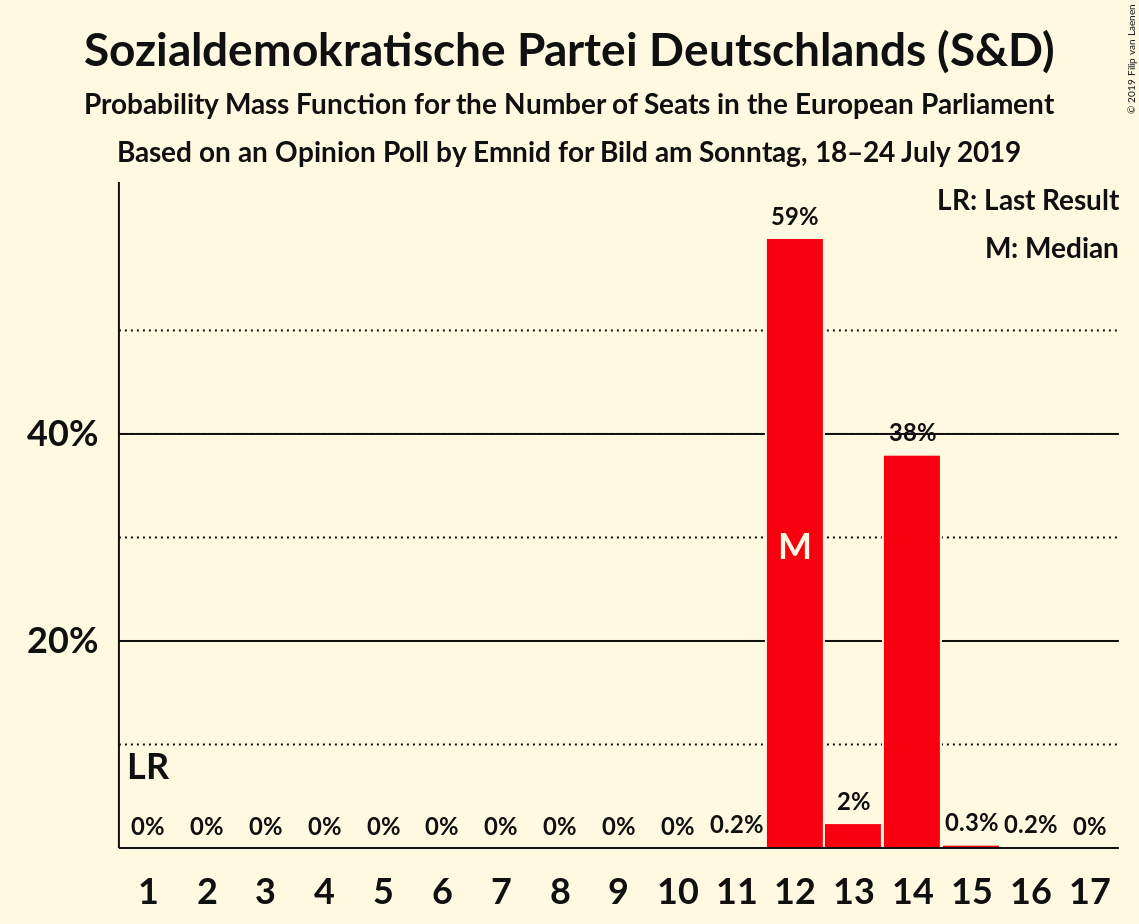 Sozialdemokratische Partei Deutschlands (S&D)
Probability Mass Function for the Number of Seats in the European Parliament
Based on an Opinion Poll by Emnid for Bild am Sonntag, 18–24 July 2019
© 2019 Filip van Laenen
LR: Last Result
M: Median
59%
40%
38%
M
20%
LR
0% 0% 0% 0% 0% 0% 0% 0% 0% 0% 0.2% 2% 0.3% 0.2% 0%
1 2 3 4 5 6 7 8 9 10 11 12 13 14 15 16 17